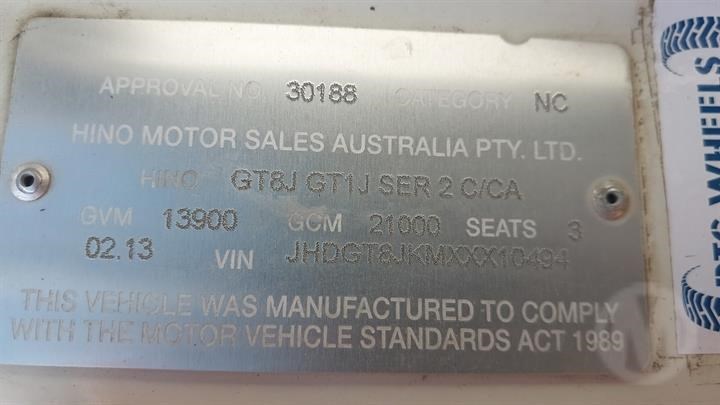 APPROVAL NO. 30188 CATEGORY NC
HINO MOTOR SALES AUSTRALIA PTY. LTD.
HINO GT8J GT1J SER 2 C/CA
GVM 13900 GCM 21000 SEATS 3
02.13 VIN JHDGT8JKMXXX10494
THIS VEHICLE WAS MANUFACTURED TO COMPLY
WITH THE MOTOR VEHICLE STANDARDS ACT 1989
WHEELS